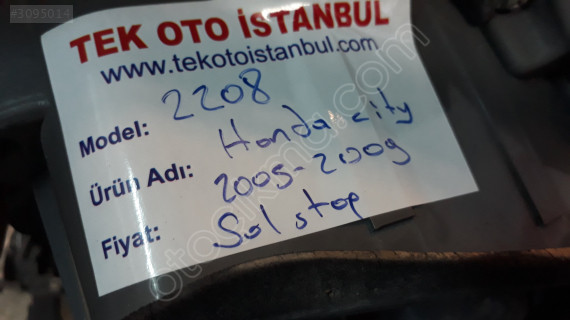 #3095014
TEK OTO İSTANBUL
www.tekotoistanbul.com
2208
Model: Honda city
Ürün Adı: 2005-2009
Fiyat: Sol stop
otocikma.com